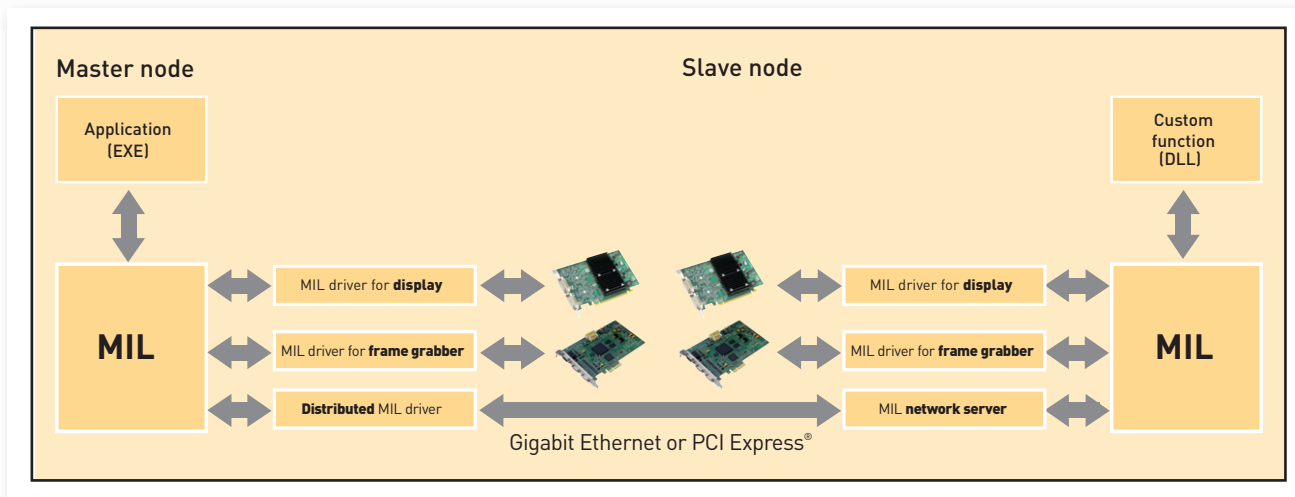 Master node
Slave node
Application
(EXE)
Custom
function
(DLL)
MIL driver for display
MIL driver for display
MIL
MIL driver for frame grabber
MIL driver for frame grabber
MIL
Distributed MIL driver
MIL network server
Gigabit Ethernet or PCI Express®